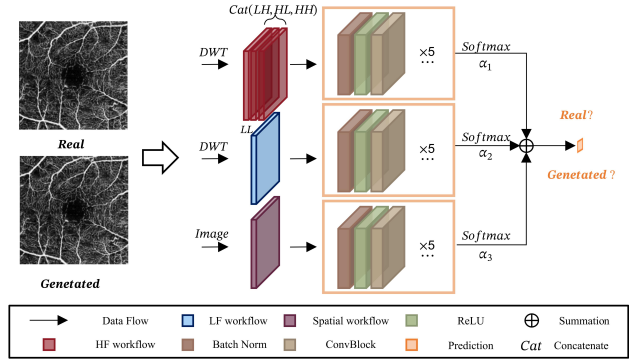 Cat(LH,HL,HH)
DWT
×5
...
Softmax
α1
Real
LL
DWT
×5
...
Softmax
α2
Real?
Genetated ?
Genetated
Image
×5
...
Softmax
α3
Data Flow
LF workflow
Spatial workflow
ReLU
Summation
HF workflow
Batch Norm
ConvBlock
Prediction
Cat Concatenate